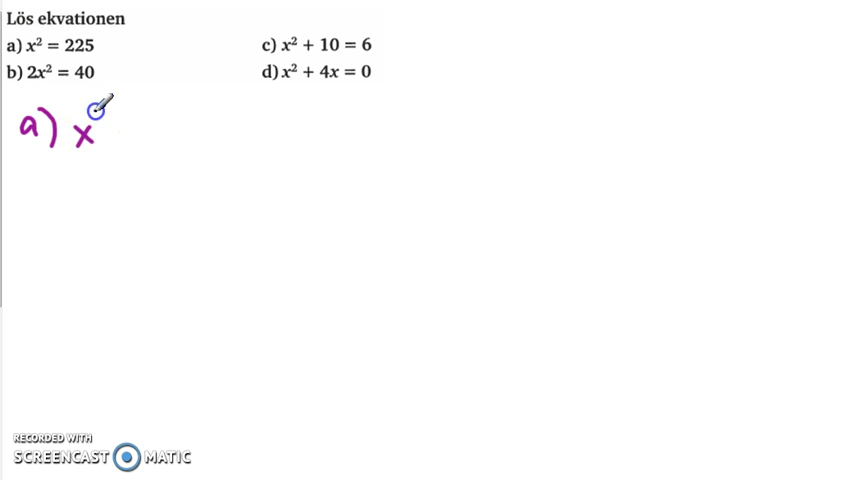 Lös ekvationen
a) x² = 225
c) x² + 10 = 6
b) 2x² = 40
d) x² + 4x = 0
a) x
RECORDED WITH
SCREENCAST MATIC